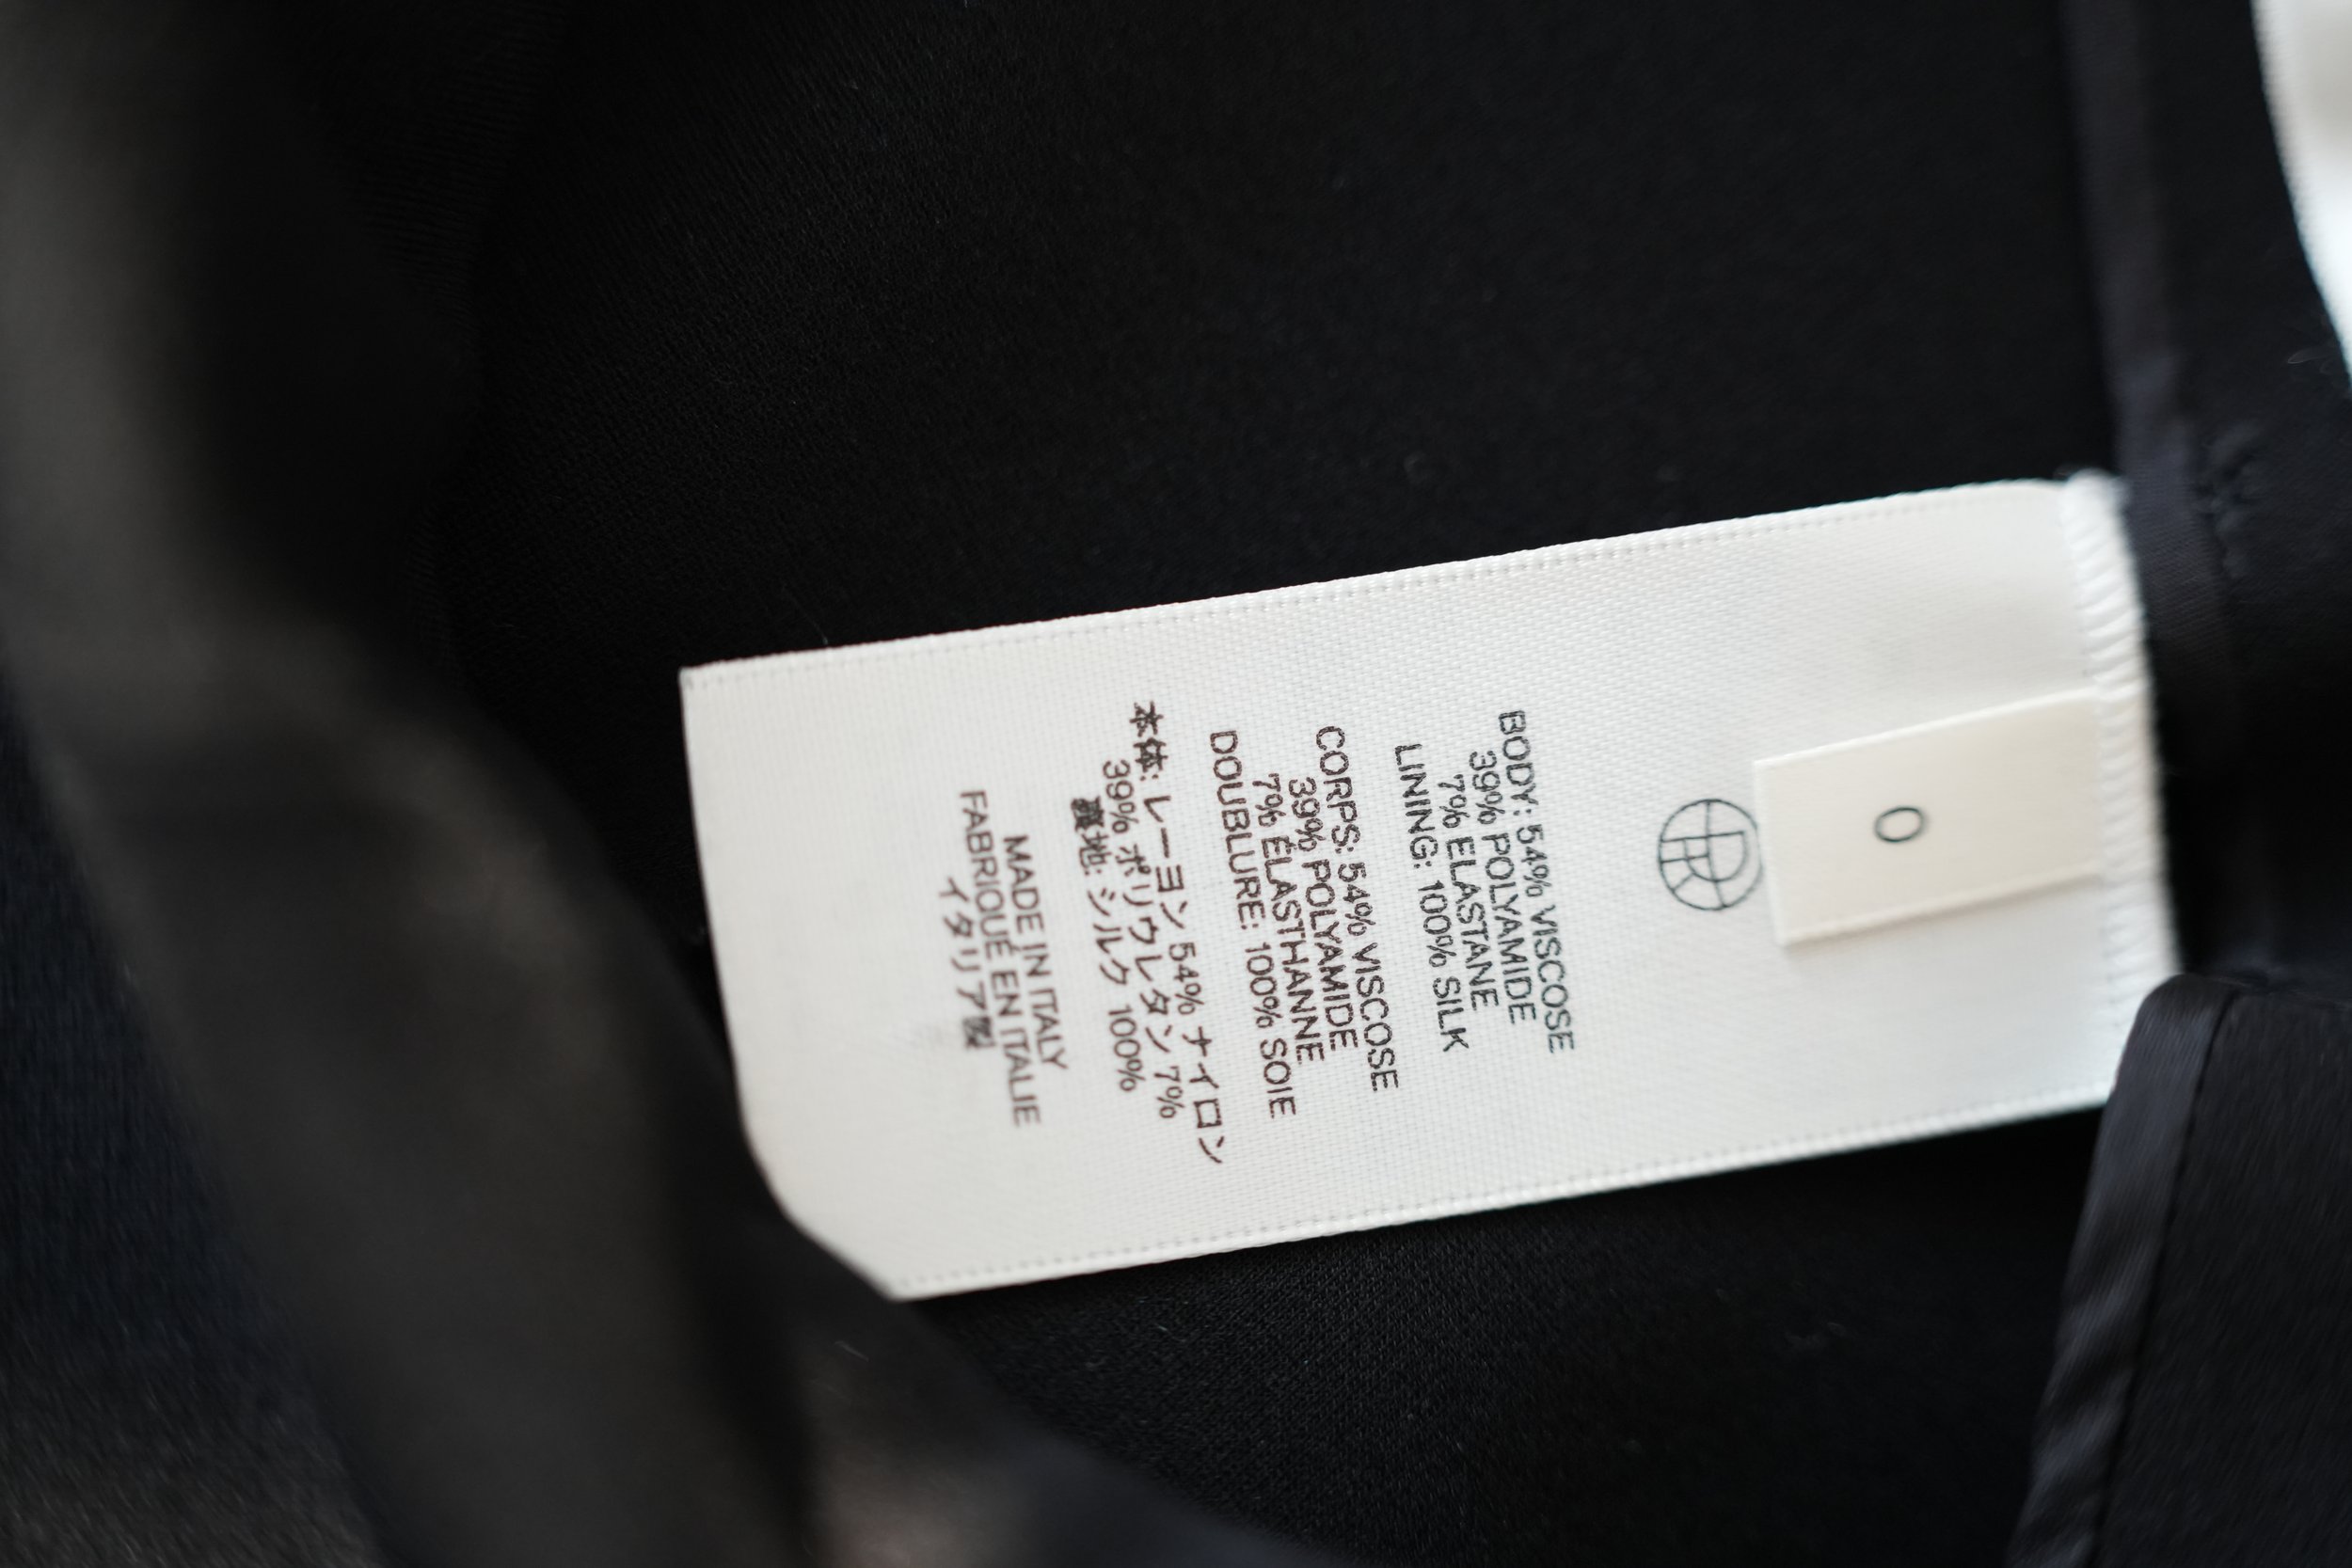 0
BODY: 54% VISCOSE
39% POLYAMIDE
7% ELASTANE
LINING: 100% SILK
CORPS: 54% VISCOSE
39% POLYAMIDE
7% ÉLASTHANNE
DOUBLURE: 100% SOIE
本体: レーヨン 54% ナイロン
39% ポリウレタン 7%
裏地: シルク 100%
MADE IN ITALY
FABRIQUÉ EN ITALIE
イタリア製